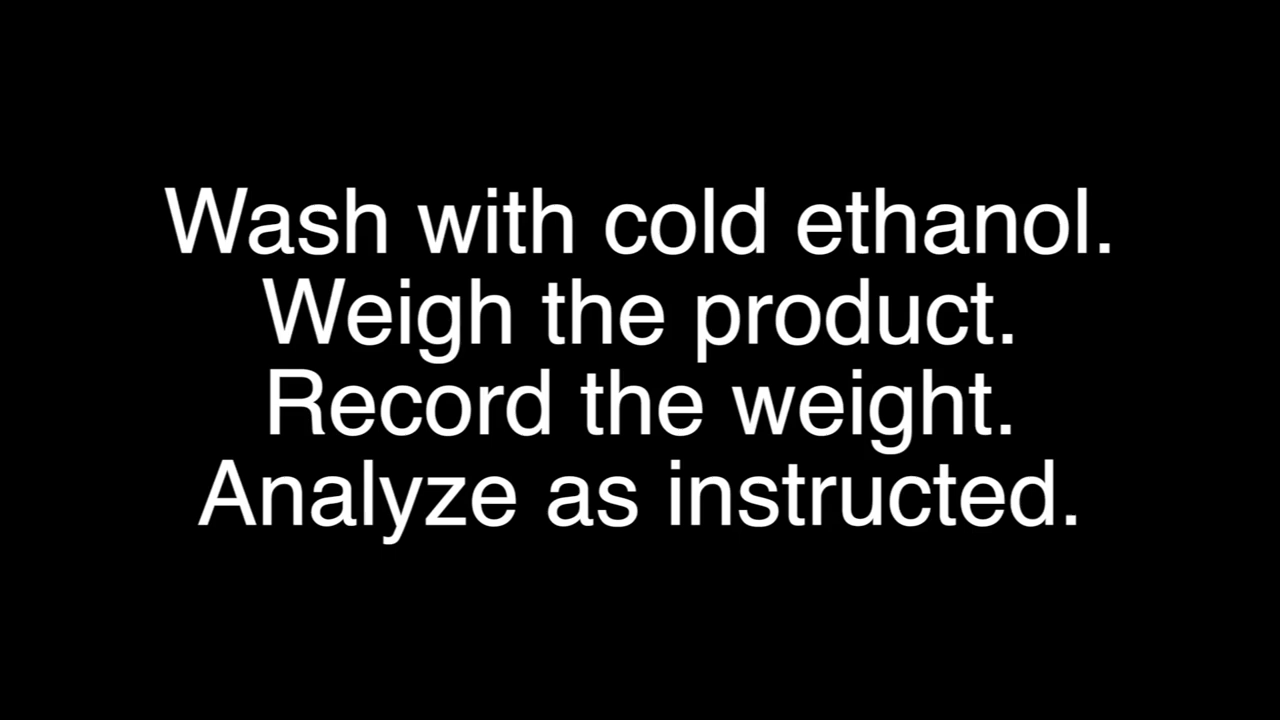 Wash with cold ethanol.
Weigh the product.
Record the weight.
Analyze as instructed.